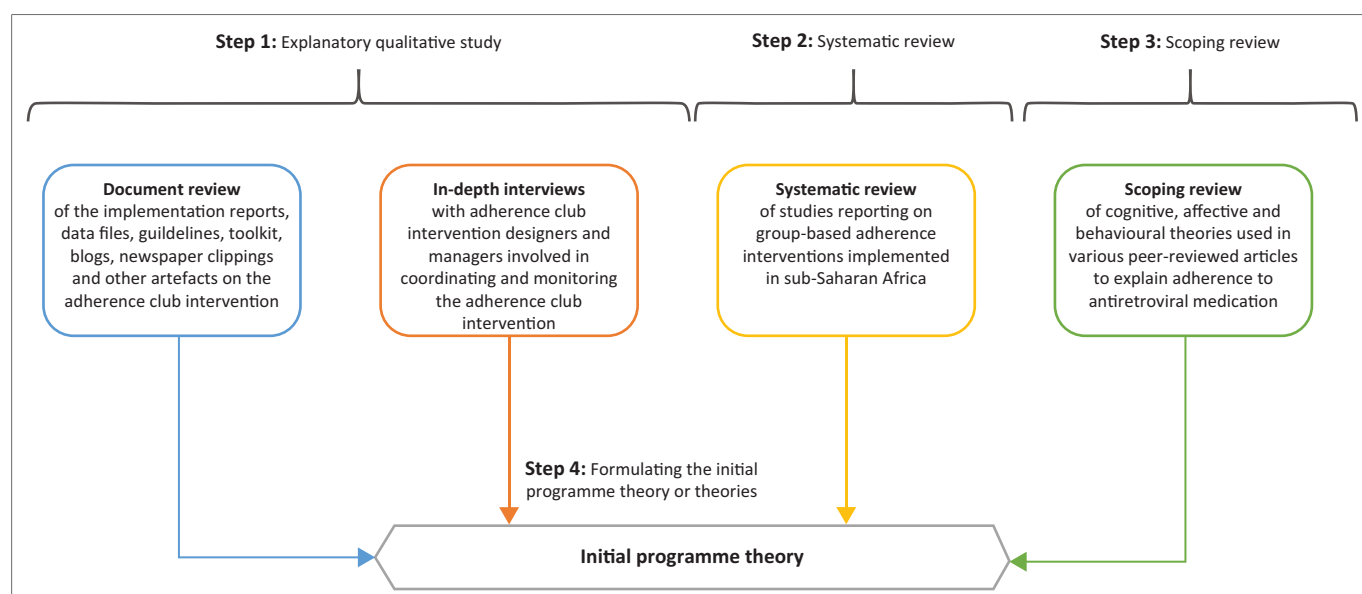 Step 1: Explanatory qualitative study
Step 2: Systematic review
Step 3: Scoping review
Document review
of the implementation reports,
data files, guildelines, toolkit,
blogs, newspaper clippings
and other artefacts on the
adherence club intervention
In-depth interviews
with adherence club
intervention designers and
managers involved in
coordinating and monitoring
the adherence club
intervention
Systematic review
of studies reporting on
group-based adherence
interventions implemented
in sub-Saharan Africa
Scoping review
of cognitive, affective and
behavioural theories used in
various peer-reviewed articles
to explain adherence to
antiretroviral medication
Step 4: Formulating the initial
programme theory or theories
Initial programme theory